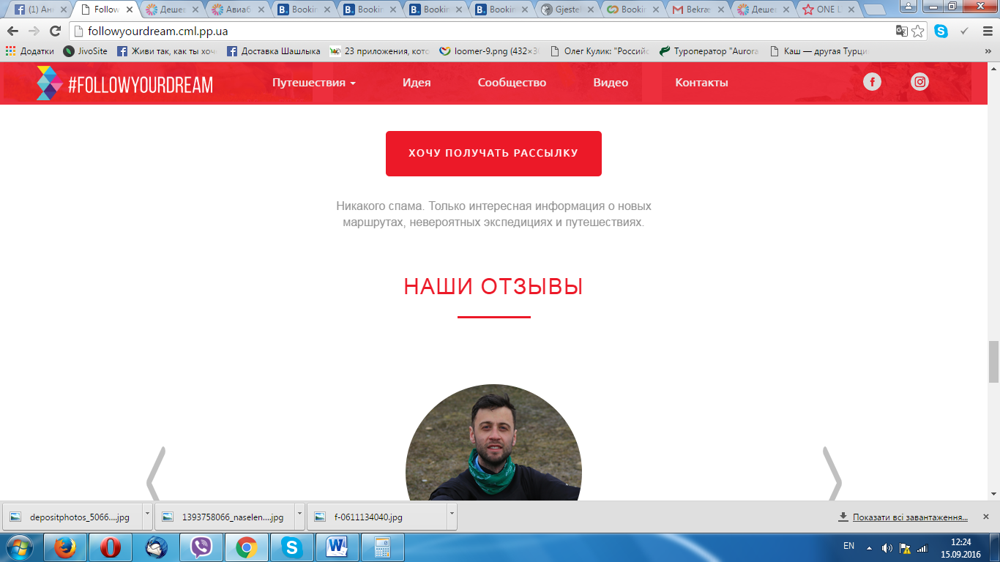 (1) Ан
Follow
Дешев
Авиаб
Bookin
Bookin
Bookin
Bookin
Gjestel
Bookin
Bekræ
Дешев
ONE L
followyourdream.cml.pp.ua
Додатки
JivoSite
Живи так, как ты хоч
Доставка Шашлыка
23 приложения, кото
loomer-9.png (432×3
Олег Кулик: "Российс
Туроператор "Aurora
Каш — другая Турци
»
#FOLLOWYOURDREAM
Путешествия
Идея
Сообщество
Видео
Контакты
ХОЧУ ПОЛУЧАТЬ РАССЫЛКУ
Никакого спама. Только интересная информация о новых
маршрутах, невероятных экспедициях и путешествиях.
НАШИ ОТЗЫВЫ
depositphotos_5066....jpg
1393758066_naselen....jpg
f-0611134040.jpg
Показати всі завантаження...
EN
12:24
15.09.2016